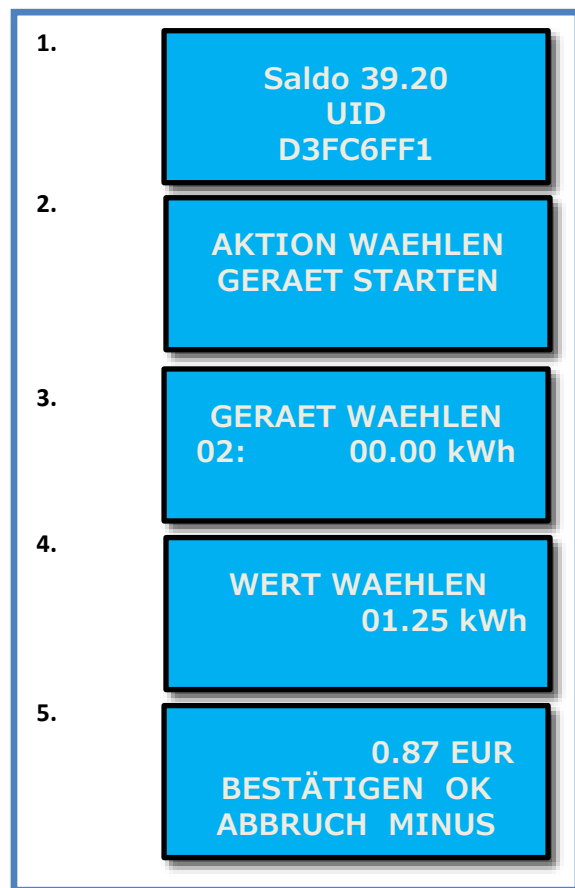 1.
Saldo 39.20
UID
D3FC6FF1
2.
AKTION WAEHLEN
GERAET STARTEN
3.
GERAET WAEHLEN
02: 00.00 kWh
4.
WERT WAEHLEN
01.25 kWh
5.
0.87 EUR
BESTÄTIGEN OK
ABBRUCH MINUS